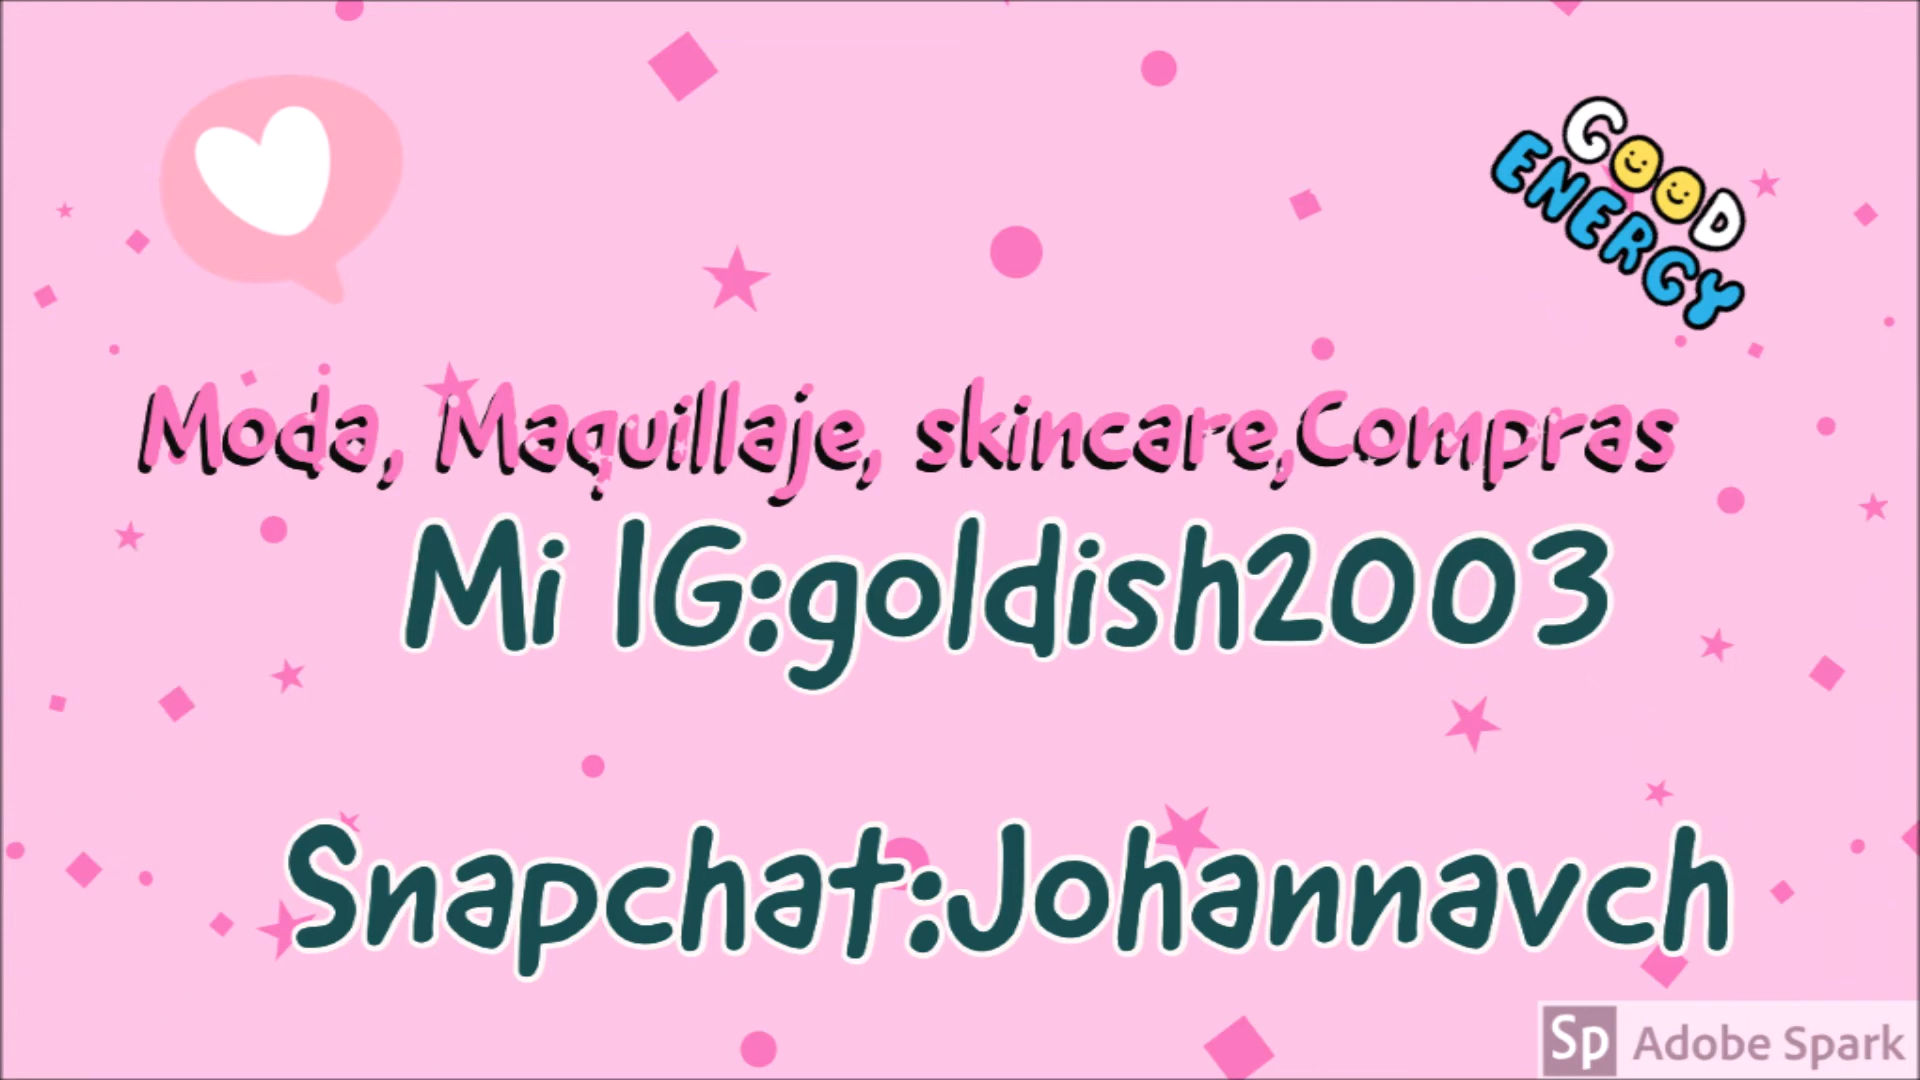 GOOD
ENERGY
Moda, Maquillaje, skincare,Compras
Mi IG:goldish2003
Snapchat:Johannavch
Sp Adobe Spark